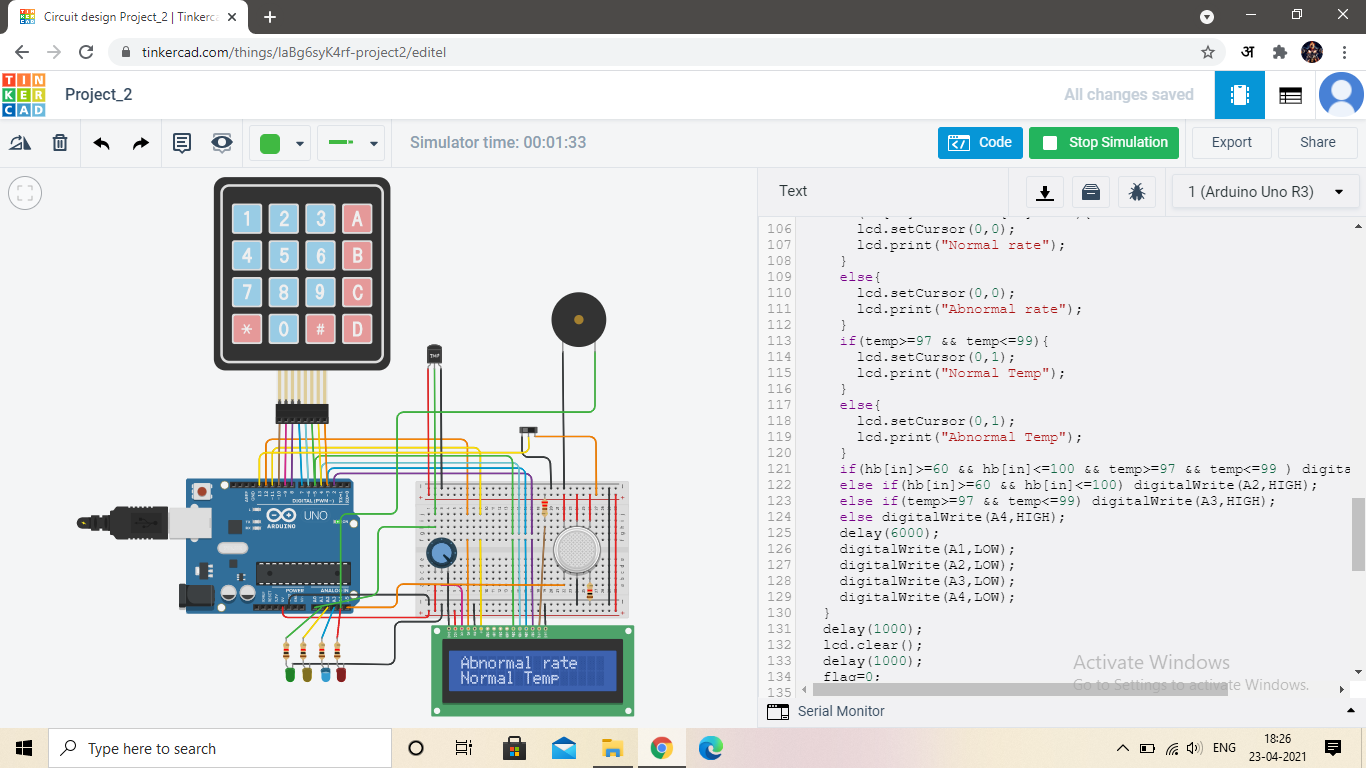 Circuit design Project_2 | Tinkerca
tinkercad.com/things/laBg6syK4rf-project2/editel
अ
TIN
KER
CAD
Project_2
All changes saved
Simulator time: 00:01:33
Code
Stop Simulation
Export
Share
Text
1 (Arduino Uno R3)
1 2 3 A
4 5 6 B
7 8 9 C
* 0 # D
TMP
DIGITAL (PWM ~)
UNO
ARDUINO
POWER
ANALOG IN
Abnormal rate
Normal Temp
106 lcd.setCursor(0,0);
107 lcd.print("Normal rate");
108 }
109 else{
110 lcd.setCursor(0,0);
111 lcd.print("Abnormal rate");
112 }
113 if(temp>=97 && temp<=99){
114 lcd.setCursor(0,1);
115 lcd.print("Normal Temp");
116 }
117 else{
118 lcd.setCursor(0,1);
119 lcd.print("Abnormal Temp");
120 }
121 if(hb[in]>=60 && hb[in]<=100 && temp>=97 && temp<=99 ) digita
122 else if(hb[in]>=60 && hb[in]<=100) digitalWrite(A2,HIGH);
123 else if(temp>=97 && temp<=99) digitalWrite(A3,HIGH);
124 else digitalWrite(A4,HIGH);
125 delay(6000);
126 digitalWrite(A1,LOW);
127 digitalWrite(A2,LOW);
128 digitalWrite(A3,LOW);
129 digitalWrite(A4,LOW);
130 }
131 delay(1000);
132 lcd.clear();
133 delay(1000);
134 flag=0;
135
Activate Windows
Go to Settings to activate Windows.
Serial Monitor
Type here to search
ENG
18:26
23-04-2021